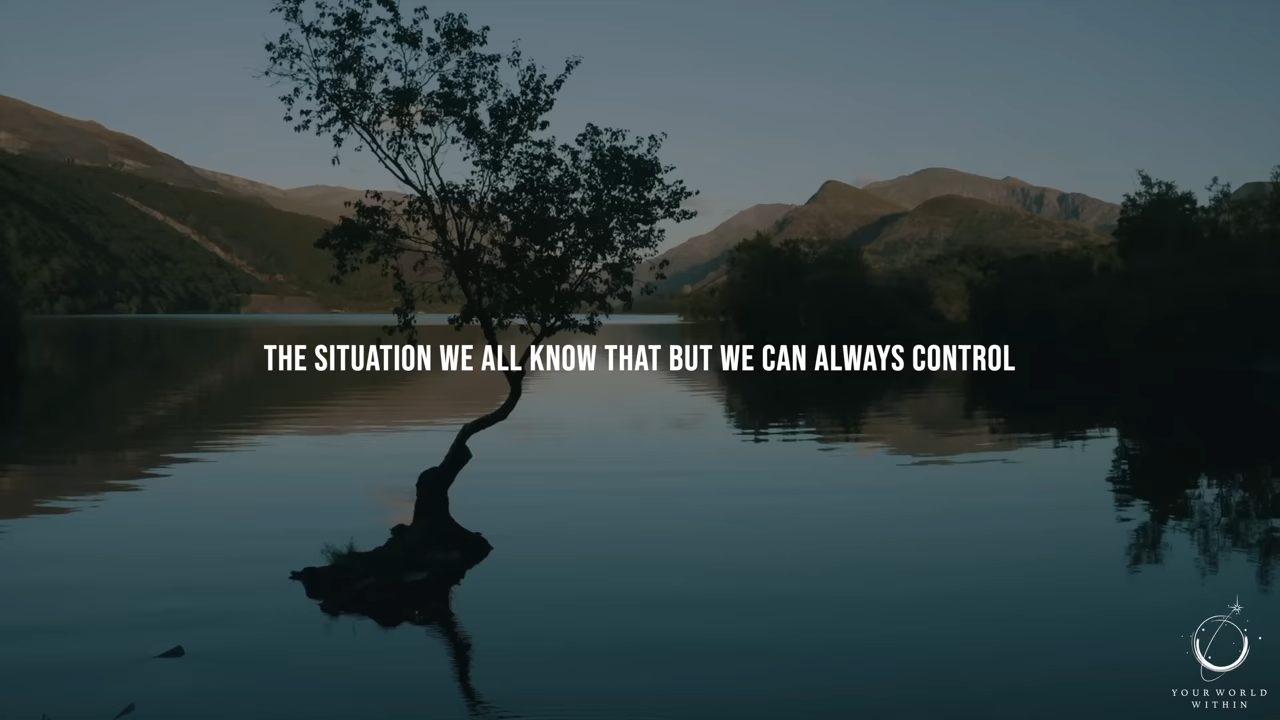 THE SITUATION WE ALL KNOW THAT BUT WE CAN ALWAYS CONTROL
YOUR WORLD
WITHIN